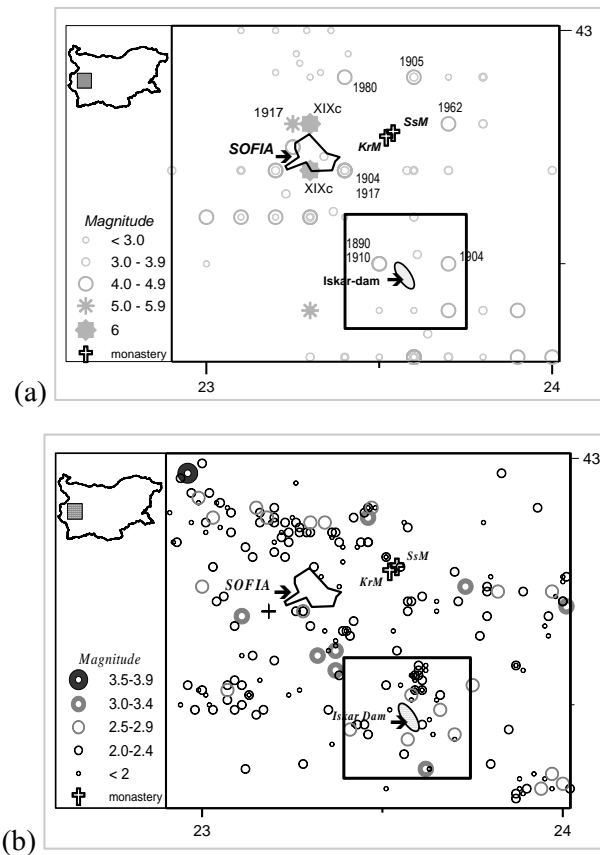 43
1905
1980
1917
XIXc
1962
SsM
KrM
SOFIA
XIXc
1904
1917
Magnitude
< 3.0
3.0 - 3.9
4.0 - 4.9
5.0 - 5.9
6
monastery
1890
1910
1904
Iskar-dam
23
24
(a)
43
SsM
KrM
SOFIA
Magnitude
3.5-3.9
3.0-3.4
2.5-2.9
2.0-2.4
< 2
monastery
Iskar Dam
23
24
(b)